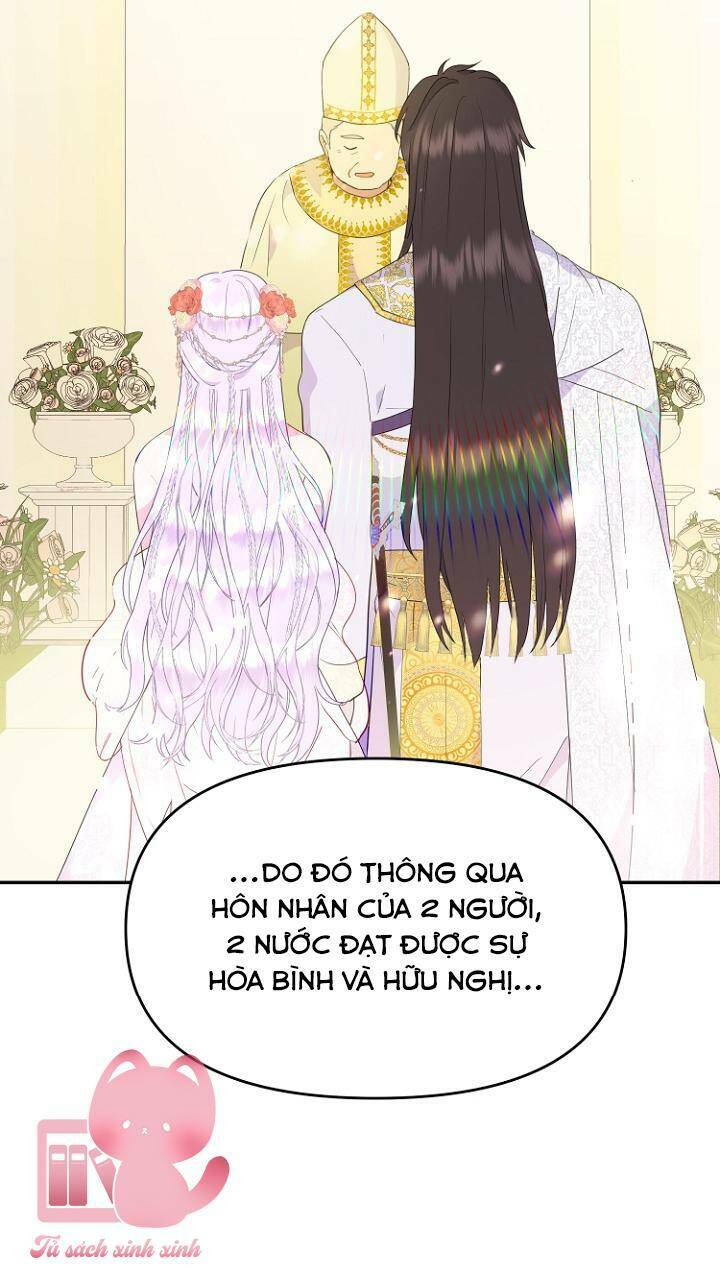 ...DO ĐÓ THÔNG QUA
HÔN NHÂN CỦA 2 NGƯỜI,
2 NƯỚC ĐẠT ĐƯỢC SỰ
HÒA BÌNH VÀ HỮU NGHỊ...
Tủ sách xinh xinh